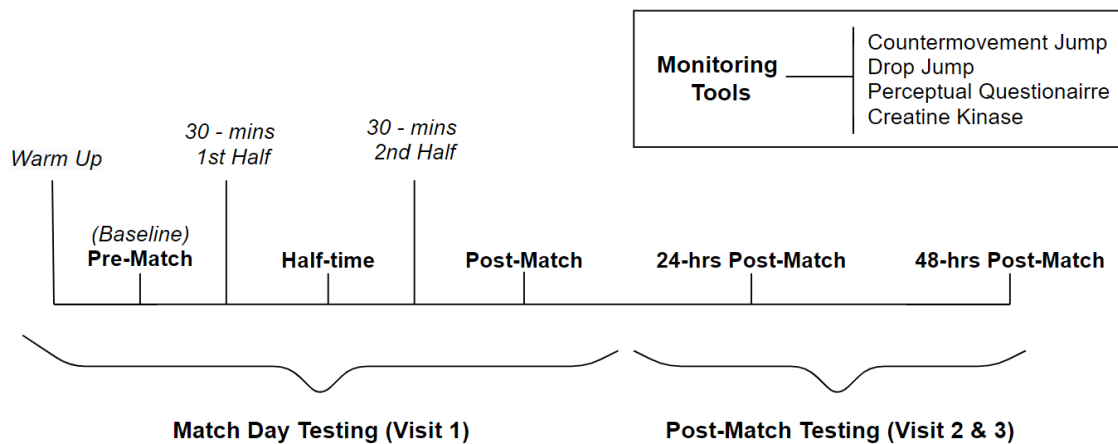 Monitoring
Tools
Countermovement Jump
Drop Jump
Perceptual Questionairre
Creatine Kinase
Warm Up
30 - mins
1st Half
30 - mins
2nd Half
(Baseline)
Pre-Match
Half-time
Post-Match
24-hrs Post-Match
48-hrs Post-Match
Match Day Testing (Visit 1)
Post-Match Testing (Visit 2 & 3)